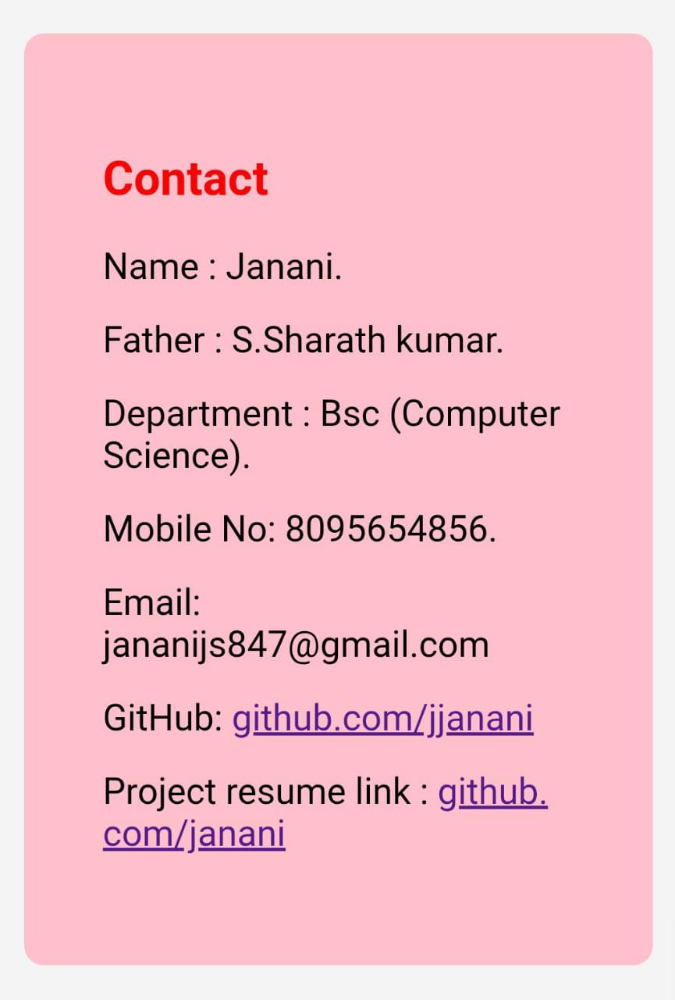 Contact
Name : Janani.
Father : S.Sharath kumar.
Department : Bsc (Computer
Science).
Mobile No: 8095654856.
Email:
jananijs847@gmail.com
GitHub: github.com/jjanani
Project resume link : github.
com/janani